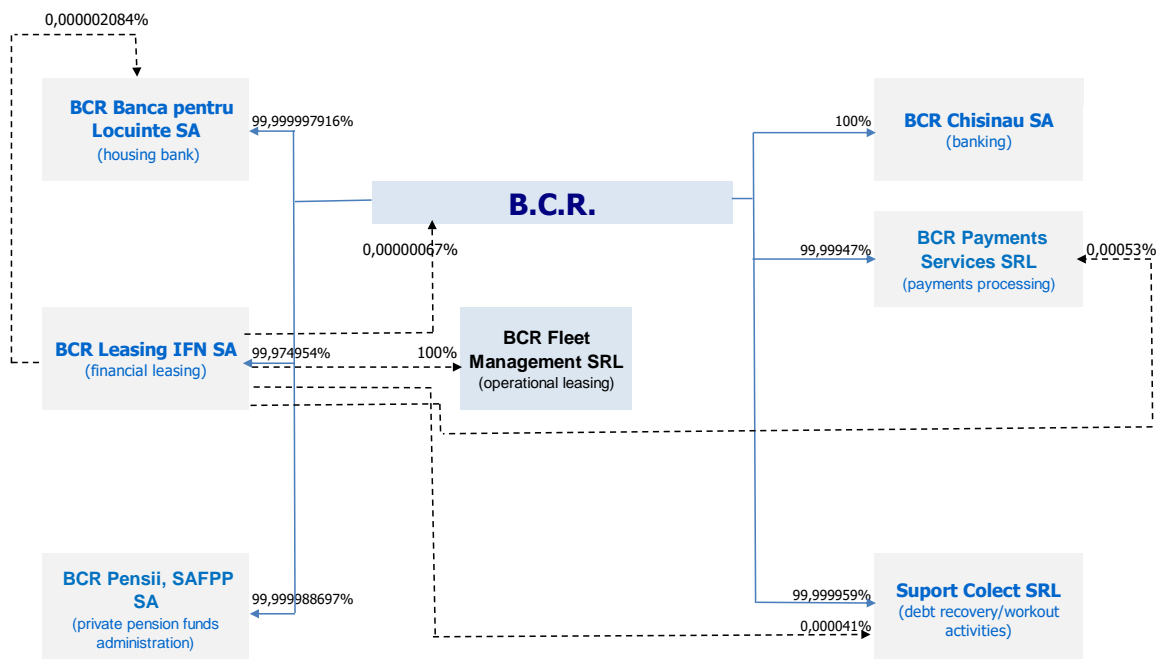 0,000002084%
BCR Banca pentru
Locuinte SA
(housing bank)
99,999997916%
100%
BCR Chisinau SA
(banking)
B.C.R.
0,00000067%
99,99947%
BCR Payments
Services SRL
(payments processing)
0,00053%
BCR Leasing IFN SA
(financial leasing)
99,974954%
100%
BCR Fleet
Management SRL
(operational leasing)
BCR Pensii, SAFPP
SA
(private pension funds
administration)
99,999988697%
99,999959%
0,000041%
Suport Colect SRL
(debt recovery/workout
activities)